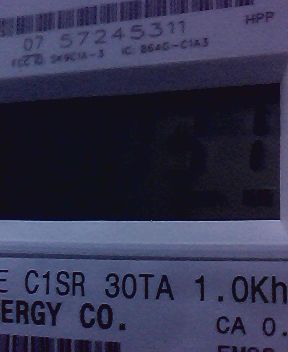 07 57245311
HPP
FCC ID SK9C1A-3 IC: 864G-C1A3
E C1SR 30TA 1.0Kh
ERGY CO.
CA 0.